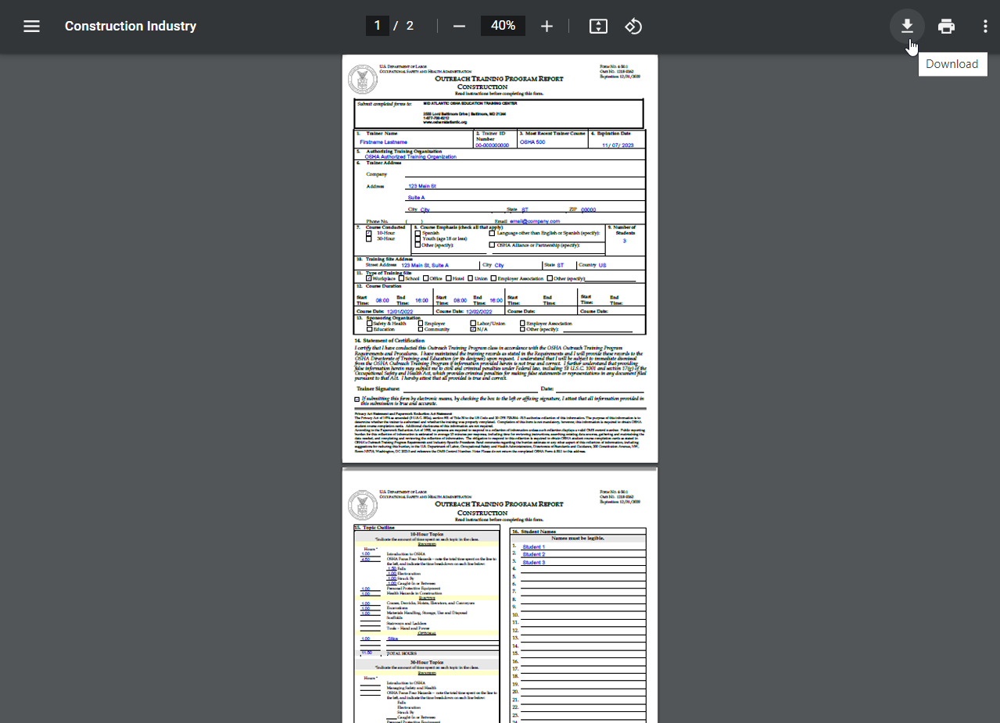 Construction Industry
1 / 2
40%
Download
U.S. Department of Labor
Occupational Safety and Health Administration
Form No. 4-50.1
OMB No. 1218-0262
Expiration 12/31/2020
Outreach Training Program Report
Construction
Read instructions before completing this form.
Submit completed forms to:
MID ATLANTIC OSHA EDUCATION TRAINING CENTER
www.oshamidatlantic.org
1. Trainer Name
Firstname Lastname
2. Trainer ID Number
00-000000000
3. Most Recent Trainer Course
OSHA 500
4. Expiration Date
11/ 07/ 2023
5. Authorizing Training Organization
OSHA Authorized Training Organization
6. Trainer Address
Company
Address 123 Main St
Suite A
City City State ST ZIP 00000
Phone No. ( ) Email email@company.com
7. Course Conducted
10-Hour
30-Hour
8. Course Emphasis (check all that apply)
Spanish
Youth (age 18 or less)
Other (specify):
Language other than English or Spanish (specify):
OSHA Alliance or Partnership (specify):
9. Number of Students
3
10. Training Site Address
Street Address 123 Main St, Suite A City City State ST Country US
11. Type of Training Site
Workplace School Office Hotel Union Employer Association Other (specify)
12. Course Duration
Start Time: 08:00 End Time: 16:00 Start Time: 08:00 End Time: 16:00 Start Time: End Time: Start Time: End Time:
Course Date: 12/01/2022 Course Date: 12/02/2022 Course Date: Course Date:
13. Sponsoring Organization
Safety & Health Employer Labor/Union Employer Association
Education Community N/A Other (specify):
14. Statement of Certification
I certify that I have conducted this Outreach Training Program class in accordance with the OSHA Outreach Training Program
Requirements and Procedures. I have maintained the training records as stated in the Requirements and I will provide these records to the
OSHA Directorate of Training and Education (or its designee) upon request. I understand that I will be subject to immediate dismissal
from the OSHA Outreach Training Program if information provided herein is not true and correct. I further understand that providing
false information herein may subject me to civil and criminal penalties under Federal law, including 18 U.S.C. 1001 and section 17(g) of the
Occupational Safety and Health Act, which provides criminal penalties for making false statements or representations in any document filed
pursuant to that Act. I hereby attest that all provided is true and correct.
Trainer Signature: Date:
If submitting this form by electronic means, by checking the box to the left or affixing signature, I attest that all information provided in
this submission is true and accurate.
Privacy Act Statement and Paperwork Reduction Act Statement
U.S. Department of Labor
Occupational Safety and Health Administration
Form No. 4-50.1
OMB No. 1218-0262
Expiration 12/31/2020
Outreach Training Program Report
Construction
Read instructions before completing this form.
15. Topic Outline
10-Hour Topics
*Indicate the amount of time spent on each topic in the class.
Required
Hours *
1.00 Introduction to OSHA
4.50 OSHA Focus Four Hazards – note the total time spent on the line to
the left, and indicate the time breakdown on each line below:
1.50 Falls
1.00 Electrocution
1.00 Struck By
1.00 Caught-In or Between
1.00 Personal Protective Equipment
1.00 Health Hazards in Construction
Elective
1.00 Cranes, Derricks, Hoists, Elevators, and Conveyors
1.00 Excavations
1.00 Materials Handling, Storage, Use and Disposal
Scaffolds
Stairways and Ladders
Tools – Hand and Power
Optional
1.00 Silica
11.50 TOTAL HOURS
30-Hour Topics
*Indicate the amount of time spent on each topic in the class.
Required
Hours *
Introduction to OSHA
Managing Safety and Health
OSHA Focus Four Hazards – note the total time spent on the line to
the left, and indicate the time breakdown on each line below:
Falls
Electrocution
Struck By
Caught-In or Between
Personal Protective Equipment
16. Student Names
Names must be legible.
1. Student 1
2. Student 2
3. Student 3
4.
5.
6.
7.
8.
9.
10.
11.
12.
13.
14.
15.
16.
17.
18.
19.
20.
21.
22.
23.
24.